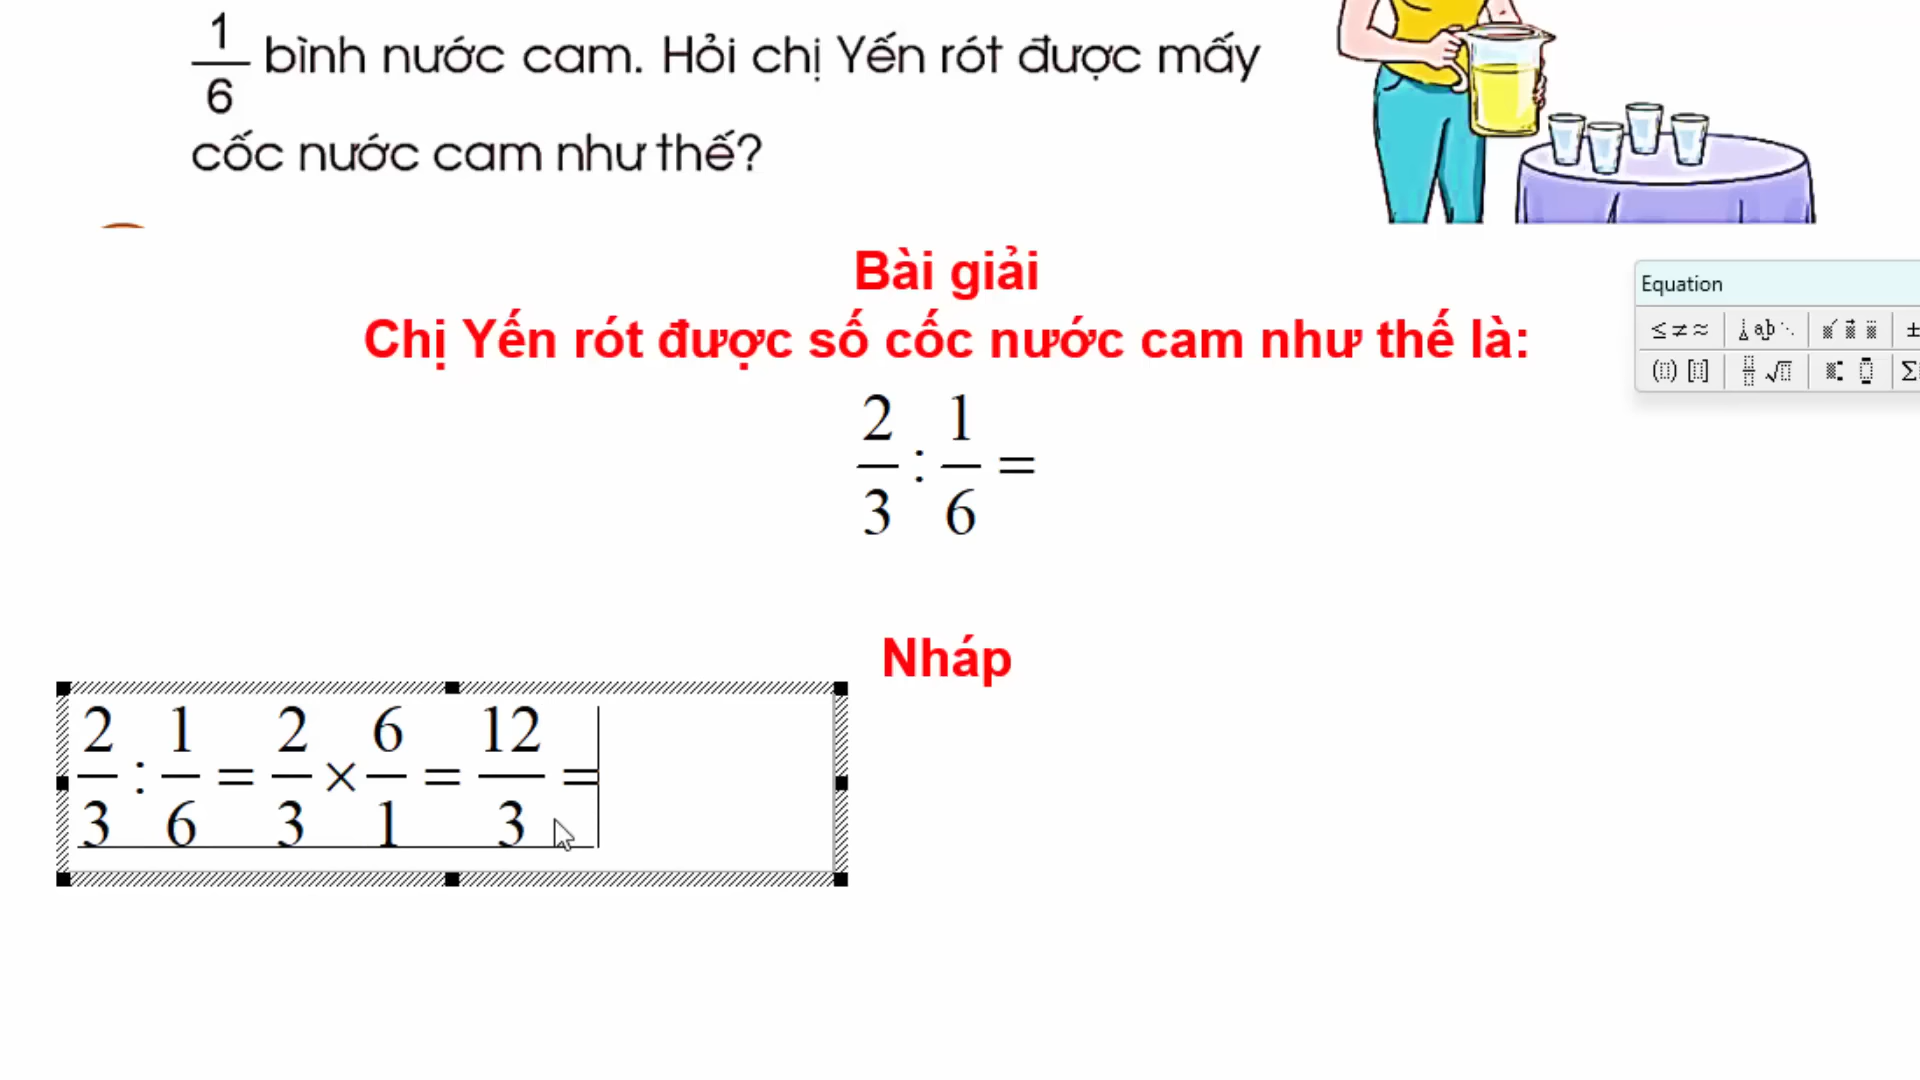 1/6 bình nước cam. Hỏi chị Yến rót được mấy
cốc nước cam như thế?
Bài giải
Chị Yến rót được số cốc nước cam như thế là:
Equation
≤ ≠ ≈
ab
±
2/3 : 1/6 =
Nháp
2/3 : 1/6 = 2/3 × 6/1 = 12/3 =